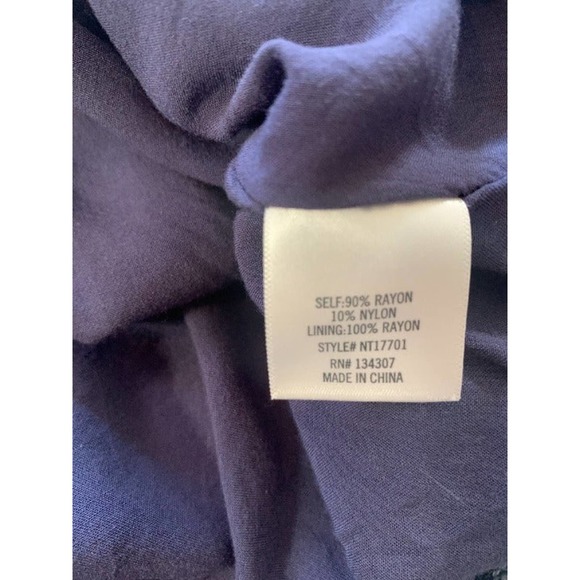 SELF:90% RAYON
10% NYLON
LINING:100% RAYON
STYLE# NT17701
RN# 134307
MADE IN CHINA